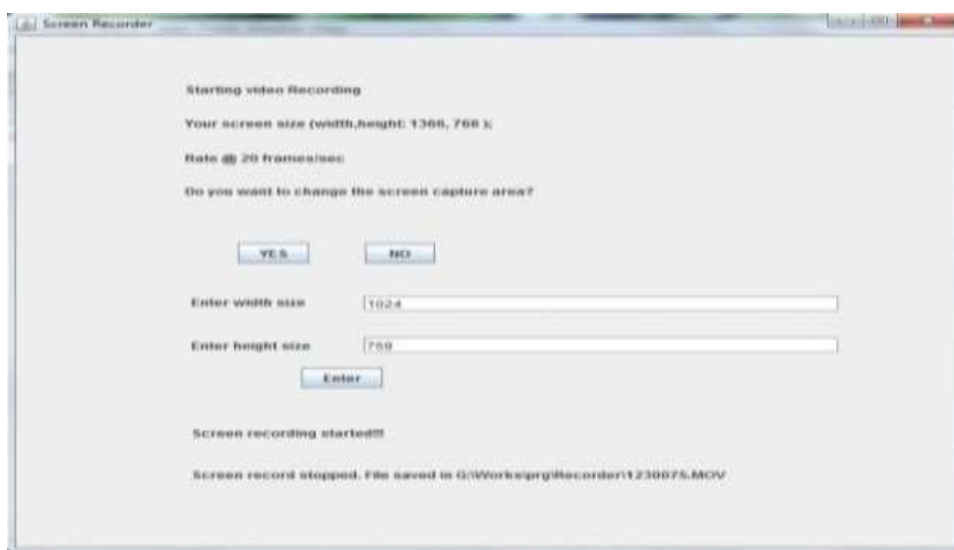 Screen Recorder
Starting video Recording
Your screen size (width,height: 1366, 768 );
Rate @ 20 frames/sec
Do you want to change the screen capture area?
YES NO
Enter width size 1024
Enter height size 768
Enter
Screen recording started!!!
Screen record stopped. File saved in G:\Works\prg\Recorder\1230075.MOV